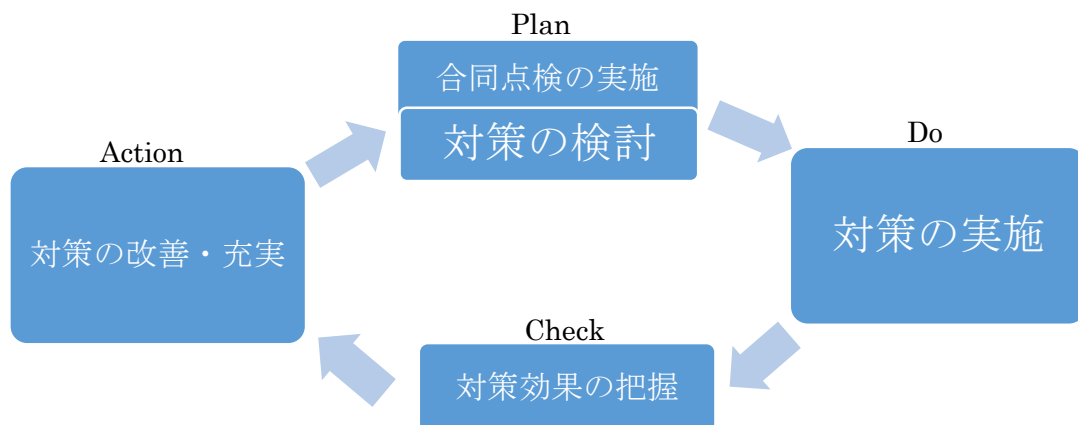 Plan
合同点検の実施
対策の検討
Do
対策の実施
Check
対策効果の把握
Action
対策の改善・充実